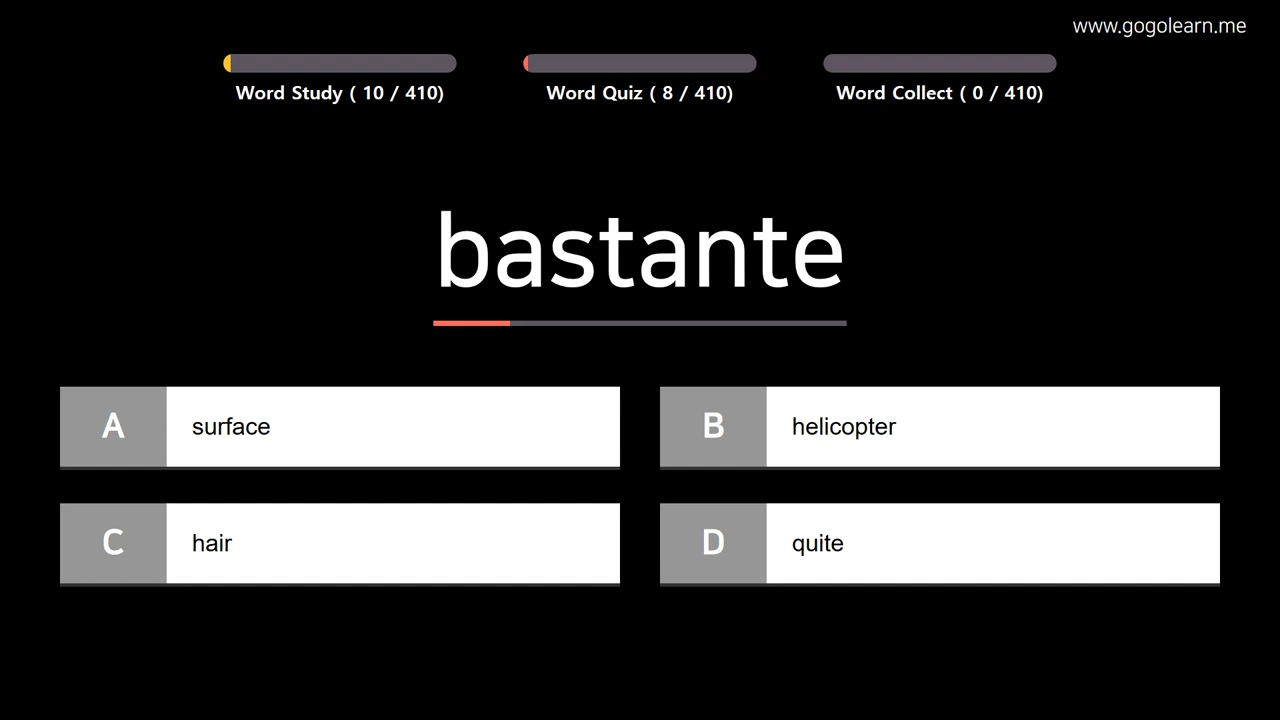 www.gogolearn.me
Word Study ( 10 / 410)
Word Quiz ( 8 / 410)
Word Collect ( 0 / 410)
bastante
A surface
B helicopter
C hair
D quite